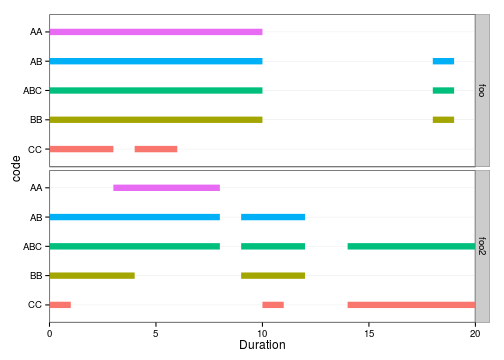 code
AA
AB
ABC
BB
CC
foo
AA
AB
ABC
BB
CC
foo2
0 5 10 15 20
Duration